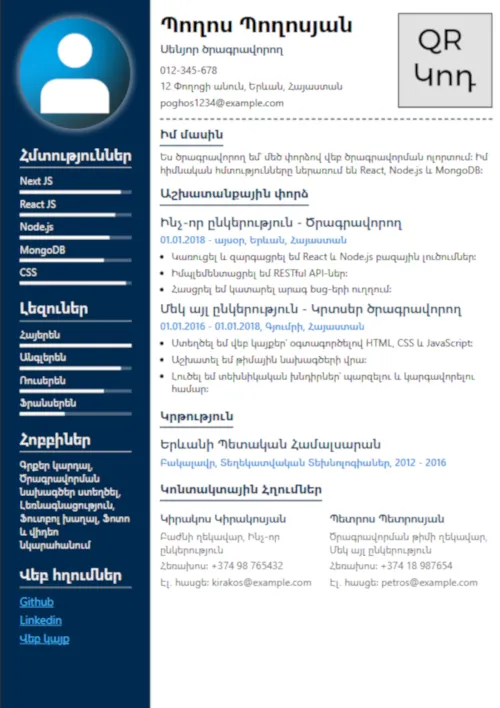 Հմտություններ
Next JS
React JS
Node.js
MongoDB
CSS
Լեզուներ
Հայերեն
Անգլերեն
Ռուսերեն
Ֆրանսերեն
Հոբբիներ
Գրքեր կարդալ,
Ծրագրավորման
նախագծեր ստեղծել,
Լեռնագնացություն,
Ֆուտբոլ խաղալ, Ֆոտո
և վիդեո
նկարահանում
Վեբ հղումներ
Github
Linkedin
Վեբ կայք
Պողոս Պողոսյան
Սենյոր ծրագրավորող
012-345-678
12 Փողոցի անուն, Երևան, Հայաստան
poghos1234@example.com
QR
Կոդ
Իմ մասին
Ես ծրագրավորող եմ՝ մեծ փորձով վեբ ծրագրավորման ոլորտում: Իմ
հիմնական հմտությունները ներառում են React, Node.js և MongoDB:
Աշխատանքային փորձ
Ինչ-որ ընկերություն - Ծրագրավորող
01.01.2018 - այսօր, Երևան, Հայաստան
Կառուցել և զարգացրել եմ React և Node.js բազային լուծումներ:
Իմպլեմենտացրել եմ RESTful API-ներ:
Հասցրել եմ կատարել արագ եսց-երի ուղղում:
Մեկ այլ ընկերություն - Կրտսեր ծրագրավորող
01.01.2016 - 01.01.2018, Գյումրի, Հայաստան
Ստեղծել եմ վեբ կայքեր՝ օգտագործելով HTML, CSS և JavaScript:
Աշխատել եմ թիմային նախագծերի վրա:
Լուծել եմ տեխնիկական խնդիրներ՝ պարզելու և կարգավորելու
համար:
Կրթություն
Երևանի Պետական Համալսարան
Բակալավր, Տեղեկատվական Տեխնոլոգիաներ, 2012 - 2016
Կոնտակտային Հղումներ
Կիրակոս Կիրակոսյան
Բաժնի ղեկավար, Ինչ-որ
ընկերություն
Հեռախոս: +374 98 765432
Էլ. հասցե: kirakos@example.com
Պետրոս Պետրոսյան
Ծրագրավորման թիմի ղեկավար,
Մեկ այլ ընկերություն
Հեռախոս: +374 18 987654
Էլ. հասցե: petros@example.com